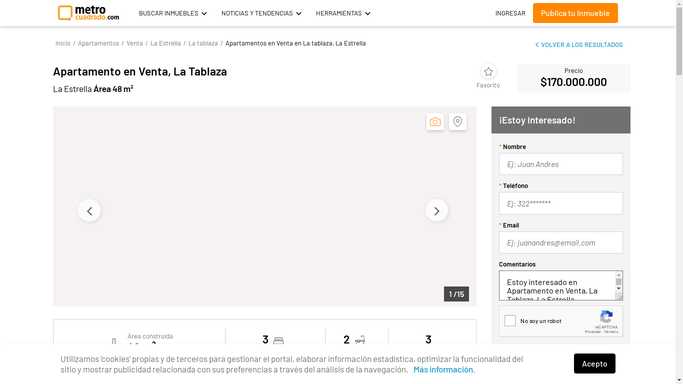 metro
cuadrado.com
BUSCAR INMUEBLES
NOTICIAS Y TENDENCIAS
HERRAMIENTAS
INGRESAR
Publica tu inmueble
Inicio / Apartamentos / Venta / La Estrella / La tablaza / Apartamentos en Venta en La tablaza, La Estrella
VOLVER A LOS RESULTADOS
Apartamento en Venta, La Tablaza
La Estrella Área 48 m²
Favorito
Precio
$170.000.000
1 /15
¡Estoy Interesado!
* Nombre
Ej: Juan Andres
* Teléfono
Ej: 322*******
* Email
Ej: juanandres@email.com
Comentarios
Estoy interesado en
Apartamento en Venta, La
Tablaza, La Estrella
No soy un robot
reCAPTCHA
Privacidad - Términos
Área construida
3
2
3
Utilizamos 'cookies' propias y de terceros para gestionar el portal, elaborar información estadística, optimizar la funcionalidad del
sitio y mostrar publicidad relacionada con sus preferencias a través del análisis de la navegación. Más información.
Acepto